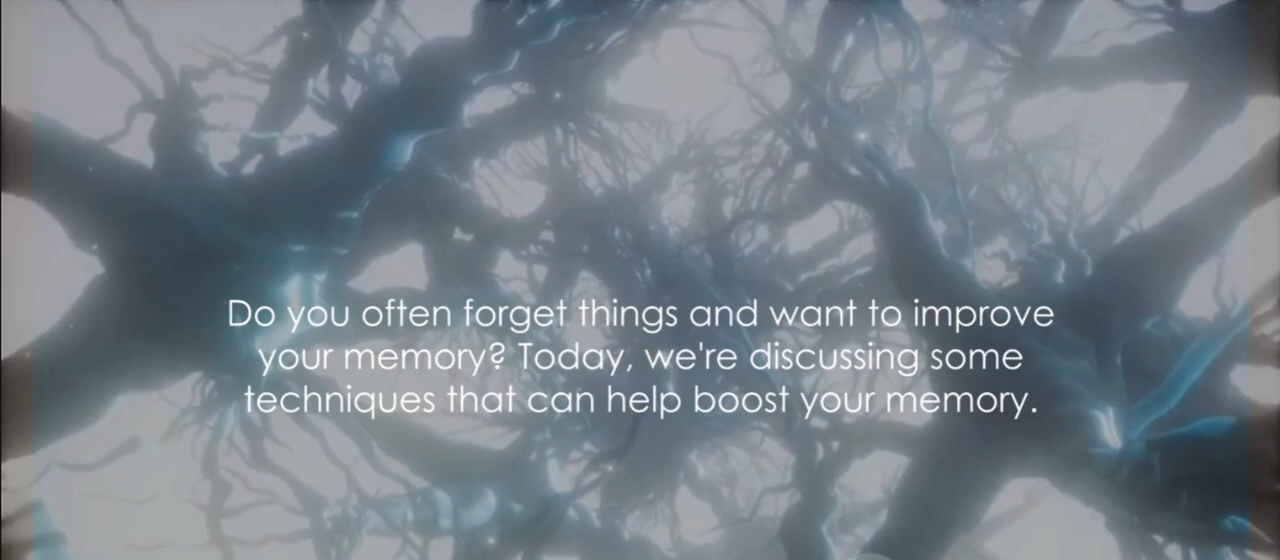 Do you often forget things and want to improve
your memory? Today, we're discussing some
techniques that can help boost your memory.